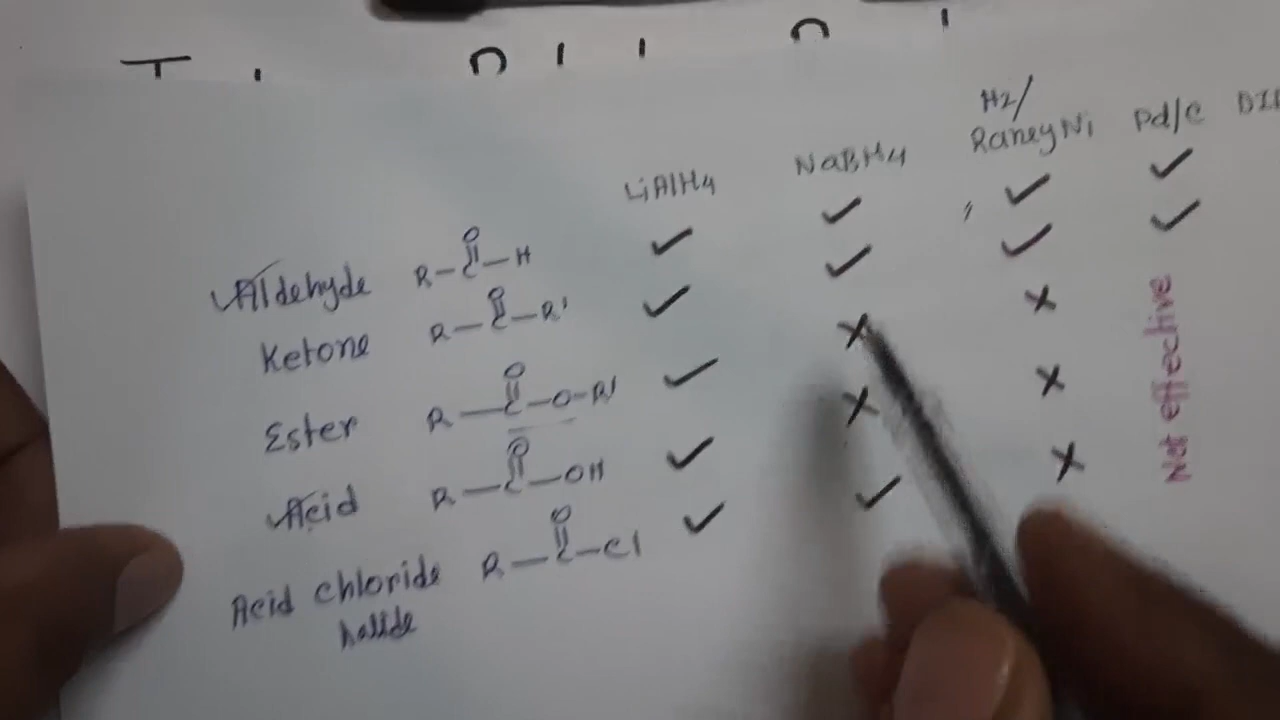 LiAlH4 NaBH4 H2/ Raney Ni Pd/C
Aldehyde R-C-H O ✓ ✓ ✓ ✓
Ketone R-C-R' O ✓ ✓ ✓ ✓
Ester R-C-O-R' O ✓ × ×
Acid R-C-OH O ✓ × ×
Acid chloride R-C-Cl O ✓ ✓ ×
halide
Not effective